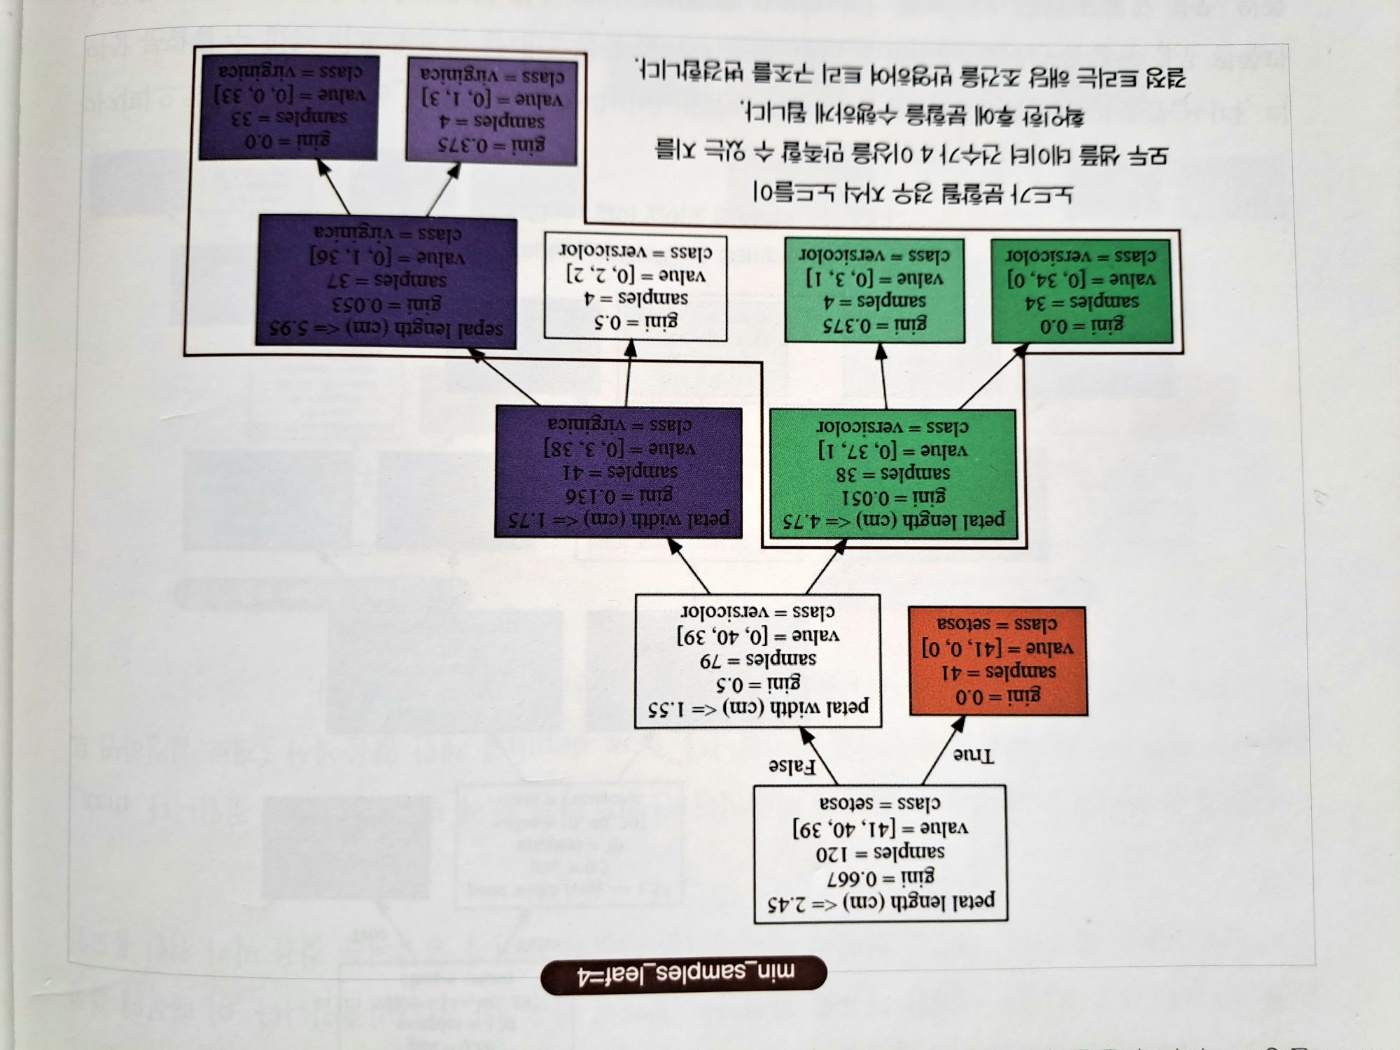 min_samples_leaf=4
petal length (cm) <= 2.45
gini = 0.667
samples = 120
value = [41, 40, 39]
class = setosa
True
False
gini = 0.0
samples = 41
value = [41, 0, 0]
class = setosa
petal width (cm) <= 1.55
gini = 0.5
samples = 79
value = [0, 40, 39]
class = versicolor
petal length (cm) <= 4.75
gini = 0.051
samples = 38
value = [0, 37, 1]
class = versicolor
petal width (cm) <= 1.75
gini = 0.136
samples = 41
value = [0, 3, 38]
class = virginica
gini = 0.0
samples = 34
value = [0, 34, 0]
class = versicolor
gini = 0.375
samples = 4
value = [0, 3, 1]
class = versicolor
gini = 0.5
samples = 4
value = [0, 2, 2]
class = versicolor
sepal length (cm) <= 5.95
gini = 0.053
samples = 37
value = [0, 1, 36]
class = virginica
노드가 분할될 경우 자식 노드들이
모두 샘플 데이터 건수가 4 이상을 만족할 수 있는 지를
확인한 후에 분할을 수행하게 됩니다.
결정 트리는 해당 조건을 반영하여 트리 구조를 변경합니다.
gini = 0.375
samples = 4
value = [0, 1, 3]
class = virginica
gini = 0.0
samples = 33
value = [0, 0, 33]
class = virginica